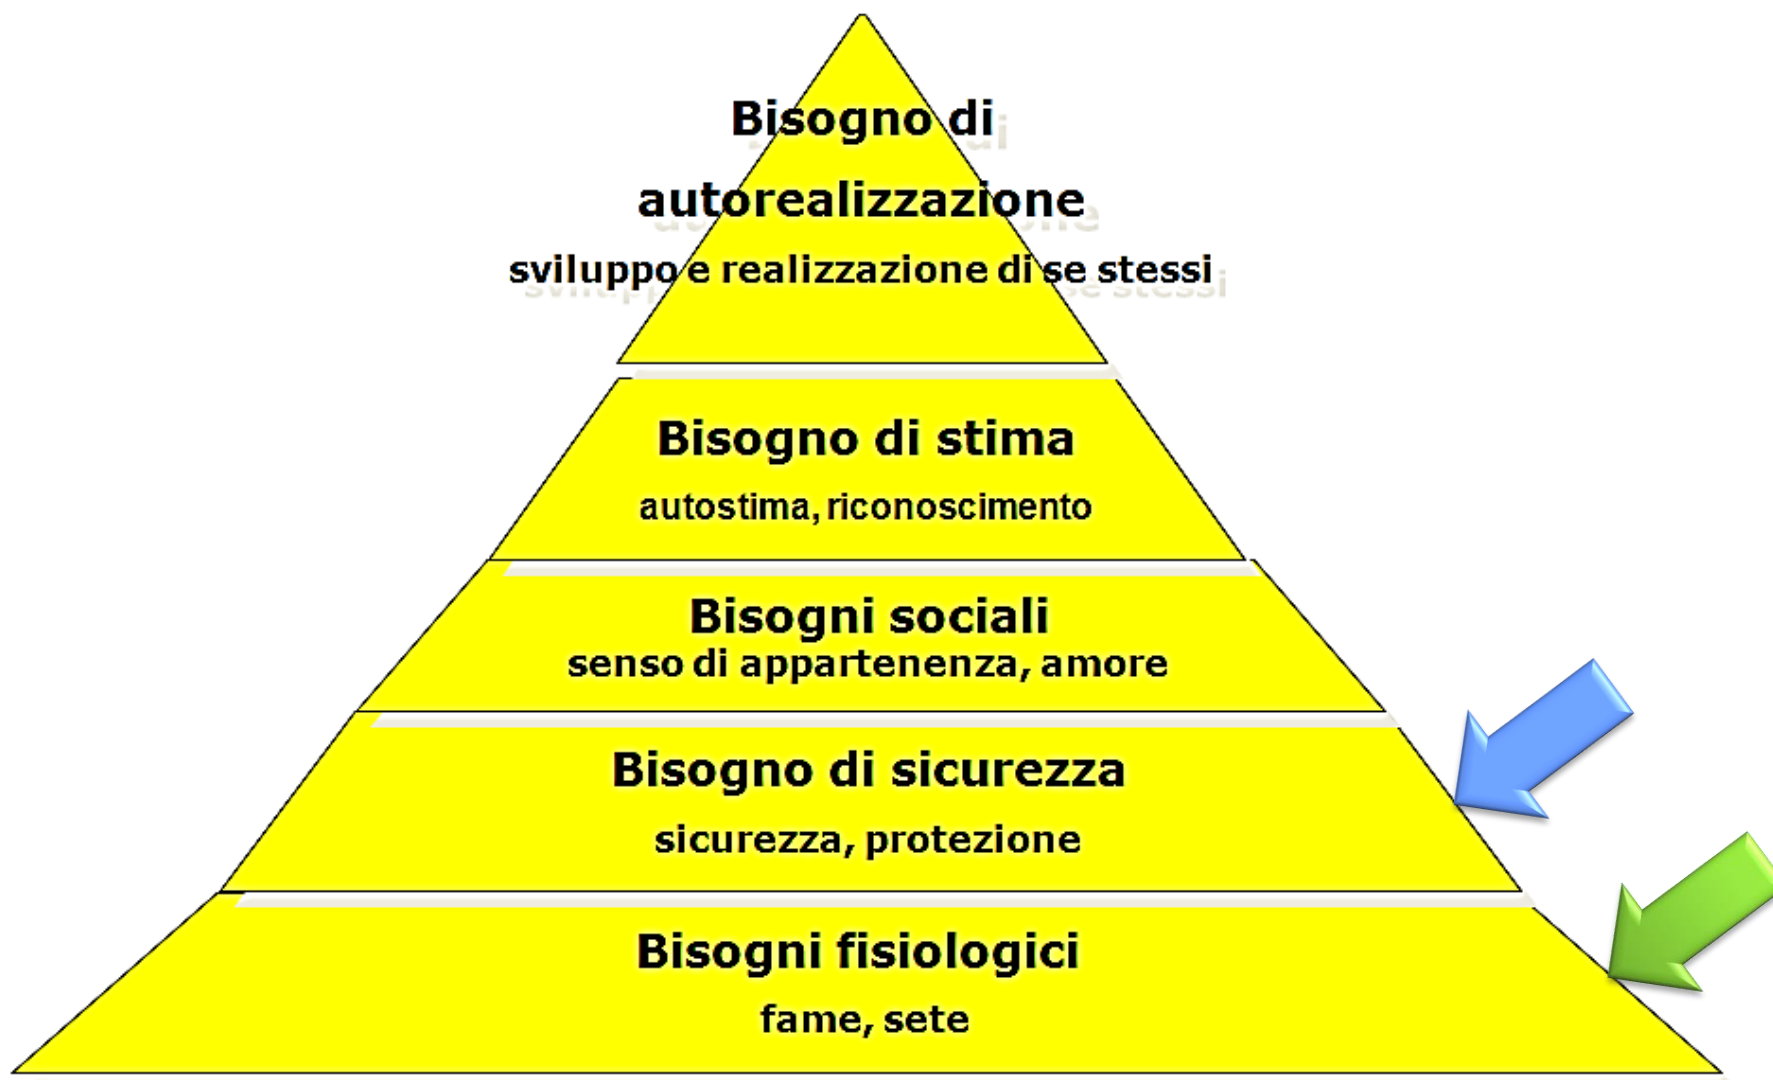 Bisogno di
autorealizzazione
sviluppo e realizzazione di se stessi
Bisogno di stima
autostima, riconoscimento
Bisogni sociali
senso di appartenenza, amore
Bisogno di sicurezza
sicurezza, protezione
Bisogni fisiologici
fame, sete